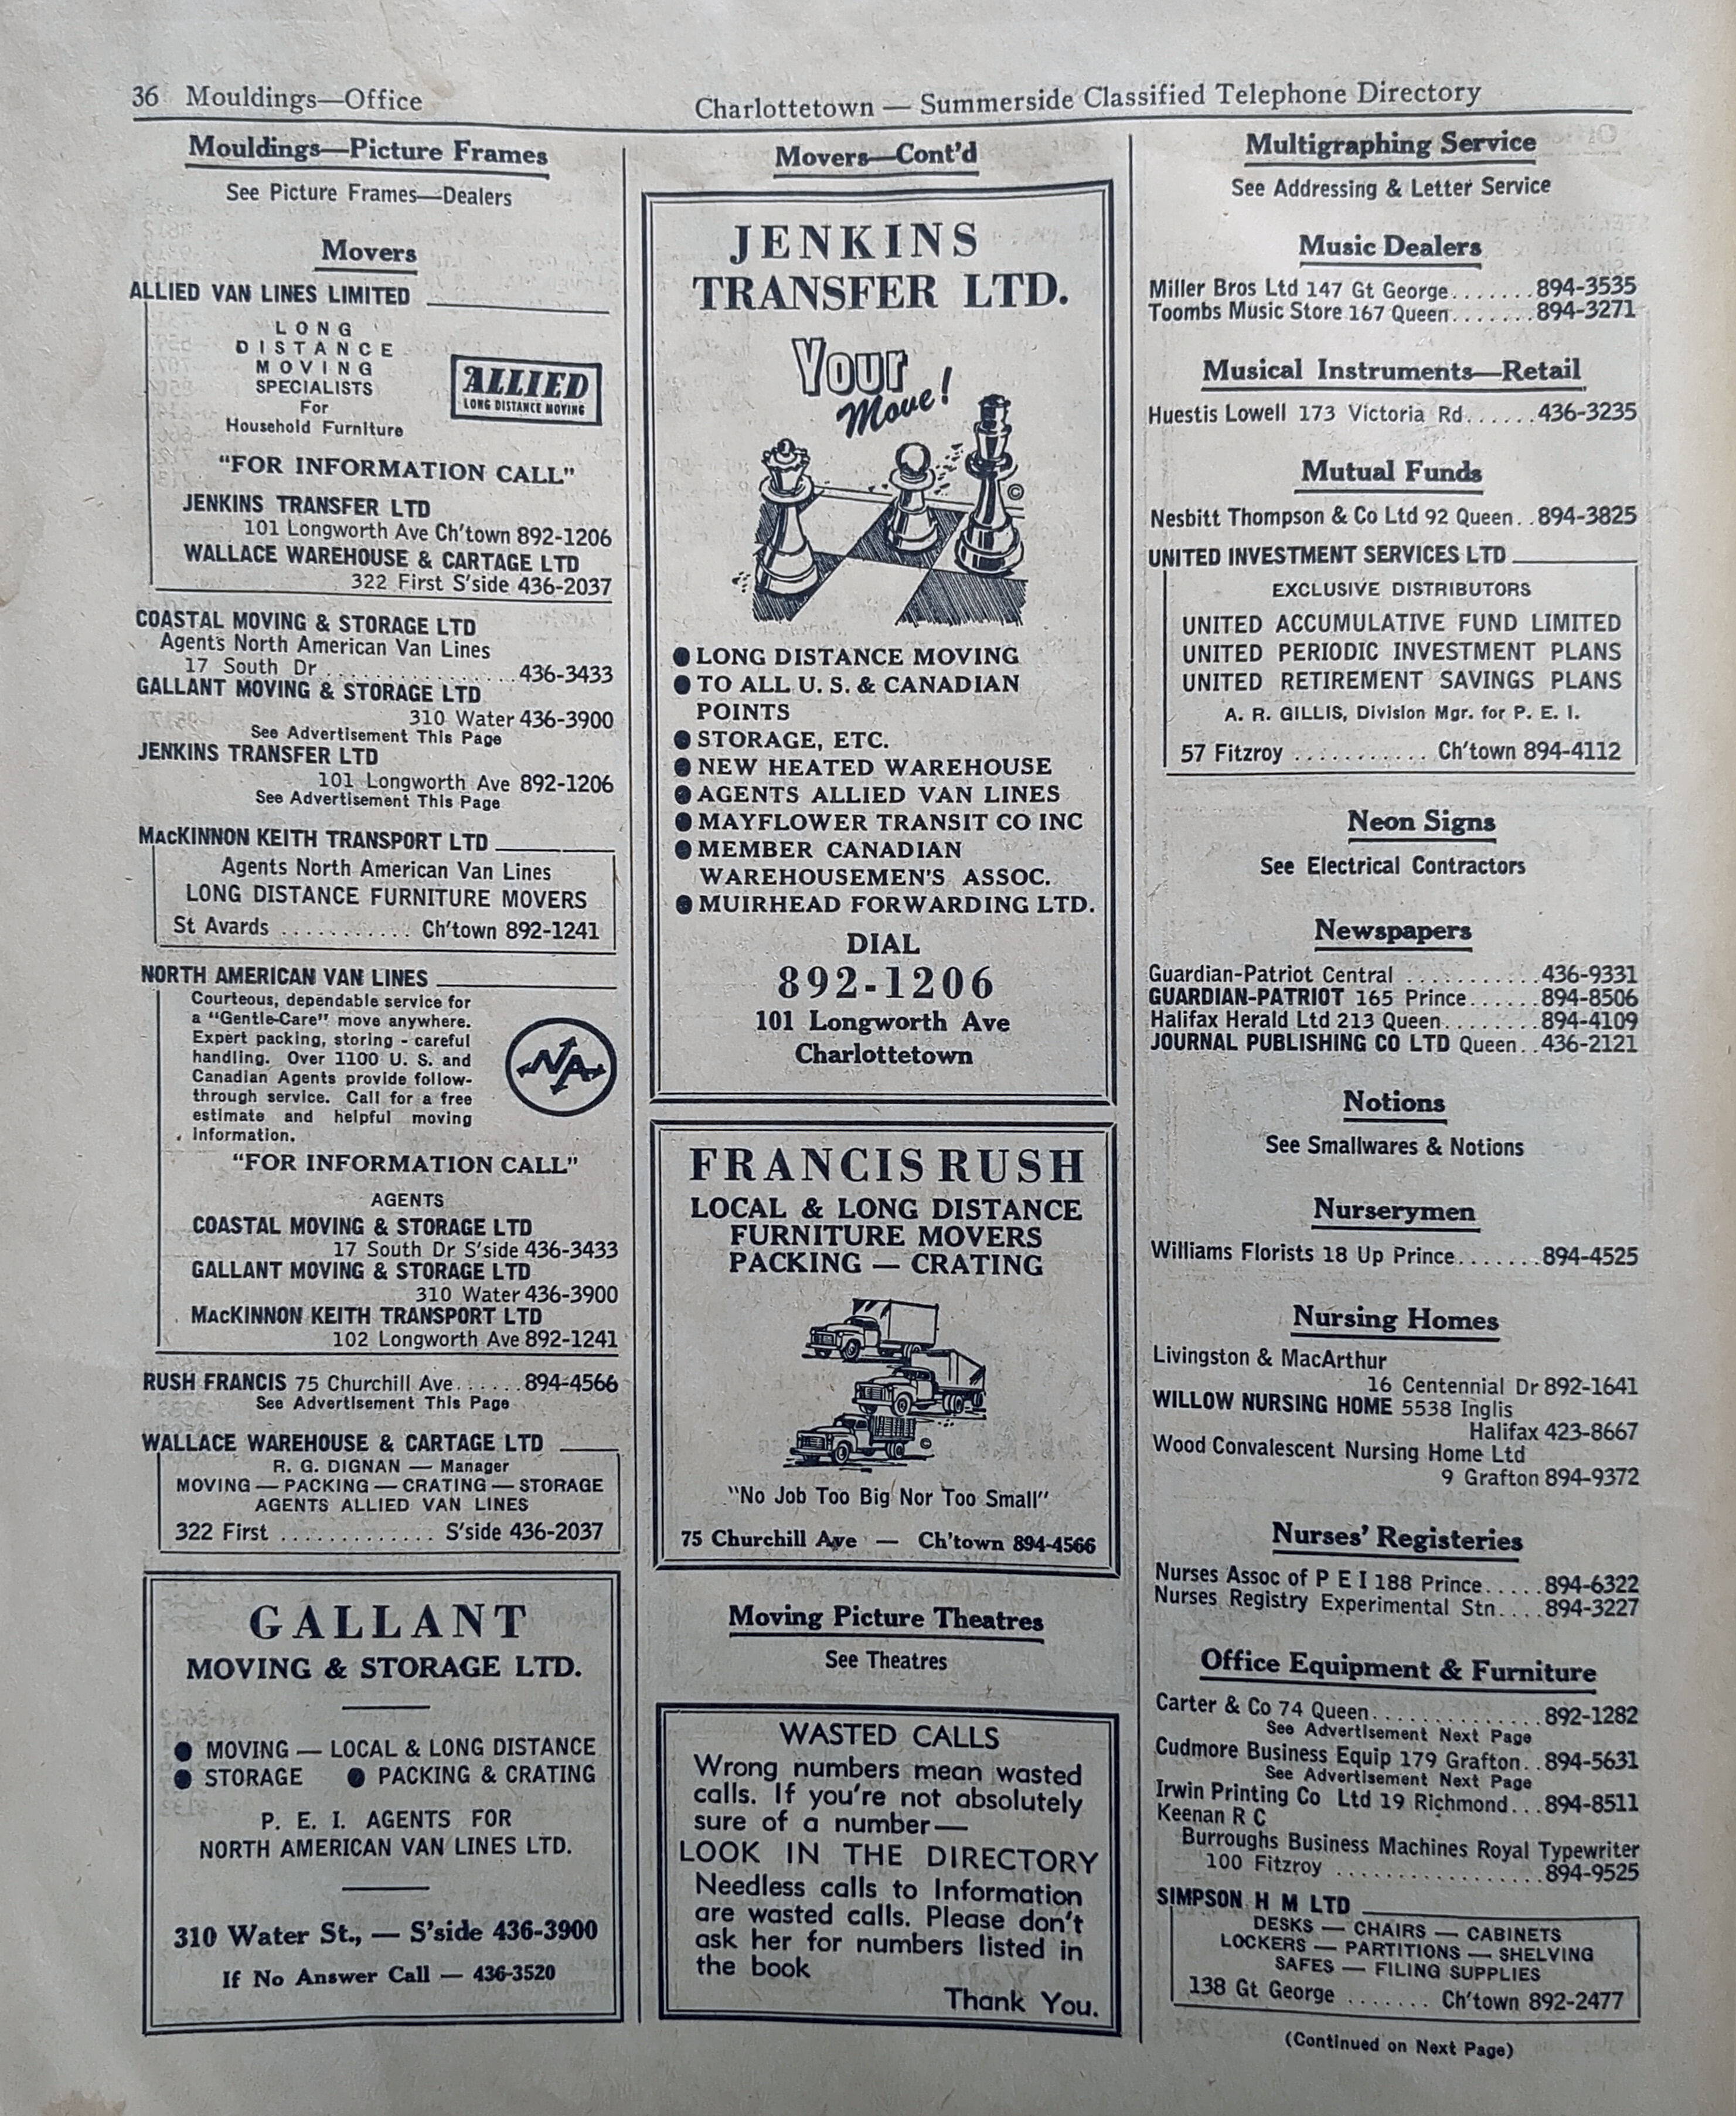 36 Mouldings—Office
Charlottetown — Summerside Classified Telephone Directory
Mouldings—Picture Frames
See Picture Frames—Dealers
Movers
ALLIED VAN LINES LIMITED
LONG
DISTANCE
MOVING
SPECIALISTS
For
Household Furniture
ALLIED
LONG DISTANCE MOVING
"FOR INFORMATION CALL"
JENKINS TRANSFER LTD
101 Longworth Ave Ch'town 892-1206
WALLACE WAREHOUSE & CARTAGE LTD
322 First S'side 436-2037
COASTAL MOVING & STORAGE LTD
Agents North American Van Lines
17 South Dr ................ 436-3433
GALLANT MOVING & STORAGE LTD
310 Water 436-3900
See Advertisement This Page
JENKINS TRANSFER LTD
101 Longworth Ave 892-1206
See Advertisement This Page
MacKINNON KEITH TRANSPORT LTD
Agents North American Van Lines
LONG DISTANCE FURNITURE MOVERS
St Avards ........... Ch'town 892-1241
NORTH AMERICAN VAN LINES
Courteous, dependable service for
a "Gentle-Care" move anywhere.
Expert packing, storing - careful
handling. Over 1100 U. S. and
Canadian Agents provide follow-
through service. Call for a free
estimate and helpful moving
information.
NA
"FOR INFORMATION CALL"
AGENTS
COASTAL MOVING & STORAGE LTD
17 South Dr S'side 436-3433
GALLANT MOVING & STORAGE LTD
310 Water 436-3900
MacKINNON KEITH TRANSPORT LTD
102 Longworth Ave 892-1241
RUSH FRANCIS 75 Churchill Ave......894-4566
See Advertisement This Page
WALLACE WAREHOUSE & CARTAGE LTD
R. G. DIGNAN — Manager
MOVING — PACKING — CRATING — STORAGE
AGENTS ALLIED VAN LINES
322 First ............. S'side 436-2037
GALLANT
MOVING & STORAGE LTD.
● MOVING — LOCAL & LONG DISTANCE
● STORAGE ● PACKING & CRATING
P. E. I. AGENTS FOR
NORTH AMERICAN VAN LINES LTD.
310 Water St., — S'side 436-3900
If No Answer Call — 436-3520
Movers—Cont'd
JENKINS
TRANSFER LTD.
Your
Move!
©
● LONG DISTANCE MOVING
● TO ALL U. S. & CANADIAN
POINTS
● STORAGE, ETC.
● NEW HEATED WAREHOUSE
● AGENTS ALLIED VAN LINES
● MAYFLOWER TRANSIT CO INC
● MEMBER CANADIAN
WAREHOUSEMEN'S ASSOC.
● MUIRHEAD FORWARDING LTD.
DIAL
892-1206
101 Longworth Ave
Charlottetown
FRANCIS RUSH
LOCAL & LONG DISTANCE
FURNITURE MOVERS
PACKING — CRATING
©
"No Job Too Big Nor Too Small"
75 Churchill Ave — Ch'town 894-4566
Moving Picture Theatres
See Theatres
WASTED CALLS
Wrong numbers mean wasted
calls. If you're not absolutely
sure of a number—
LOOK IN THE DIRECTORY
Needless calls to Information
are wasted calls. Please don't
ask her for numbers listed in
the book
Thank You.
Multigraphing Service
See Addressing & Letter Service
Music Dealers
Miller Bros Ltd 147 Gt George.......894-3535
Toombs Music Store 167 Queen.......894-3271
Musical Instruments—Retail
Huestis Lowell 173 Victoria Rd......436-3235
Mutual Funds
Nesbitt Thompson & Co Ltd 92 Queen..894-3825
UNITED INVESTMENT SERVICES LTD
EXCLUSIVE DISTRIBUTORS
UNITED ACCUMULATIVE FUND LIMITED
UNITED PERIODIC INVESTMENT PLANS
UNITED RETIREMENT SAVINGS PLANS
A. R. GILLIS, Division Mgr. for P. E. I.
57 Fitzroy ........... Ch'town 894-4112
Neon Signs
See Electrical Contractors
Newspapers
Guardian-Patriot Central ...........436-9331
GUARDIAN-PATRIOT 165 Prince......894-8506
Halifax Herald Ltd 213 Queen........894-4109
JOURNAL PUBLISHING CO LTD Queen..436-2121
Notions
See Smallwares & Notions
Nurserymen
Williams Florists 18 Up Prince.......894-4525
Nursing Homes
Livingston & MacArthur
16 Centennial Dr 892-1641
WILLOW NURSING HOME 5538 Inglis
Halifax 423-8667
Wood Convalescent Nursing Home Ltd
9 Grafton 894-9372
Nurses' Registeries
Nurses Assoc of P E I 188 Prince.....894-6322
Nurses Registry Experimental Stn....894-3227
Office Equipment & Furniture
Carter & Co 74 Queen..............892-1282
See Advertisement Next Page
Cudmore Business Equip 179 Grafton..894-5631
See Advertisement Next Page
Irwin Printing Co Ltd 19 Richmond...894-8511
Keenan R C
Burroughs Business Machines Royal Typewriter
100 Fitzroy .................894-9525
SIMPSON H M LTD
DESKS — CHAIRS — CABINETS
LOCKERS — PARTITIONS — SHELVING
SAFES — FILING SUPPLIES
138 Gt George ....... Ch'town 892-2477
(Continued on Next Page)